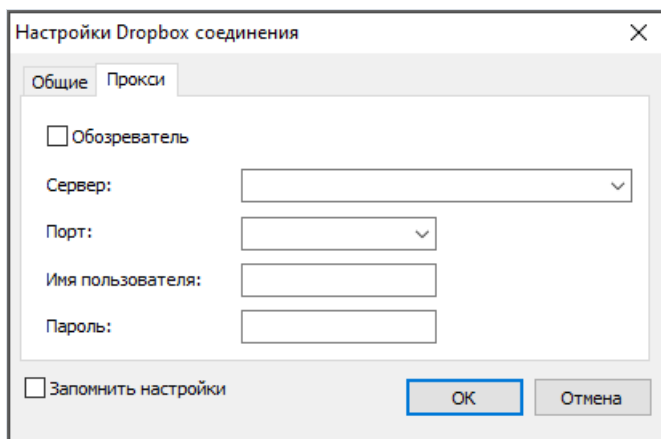 Настройки Dropbox соединения
Общие Прокси
Обозреватель
Сервер:
Порт:
Имя пользователя:
Пароль:
Запомнить настройки OK Отмена